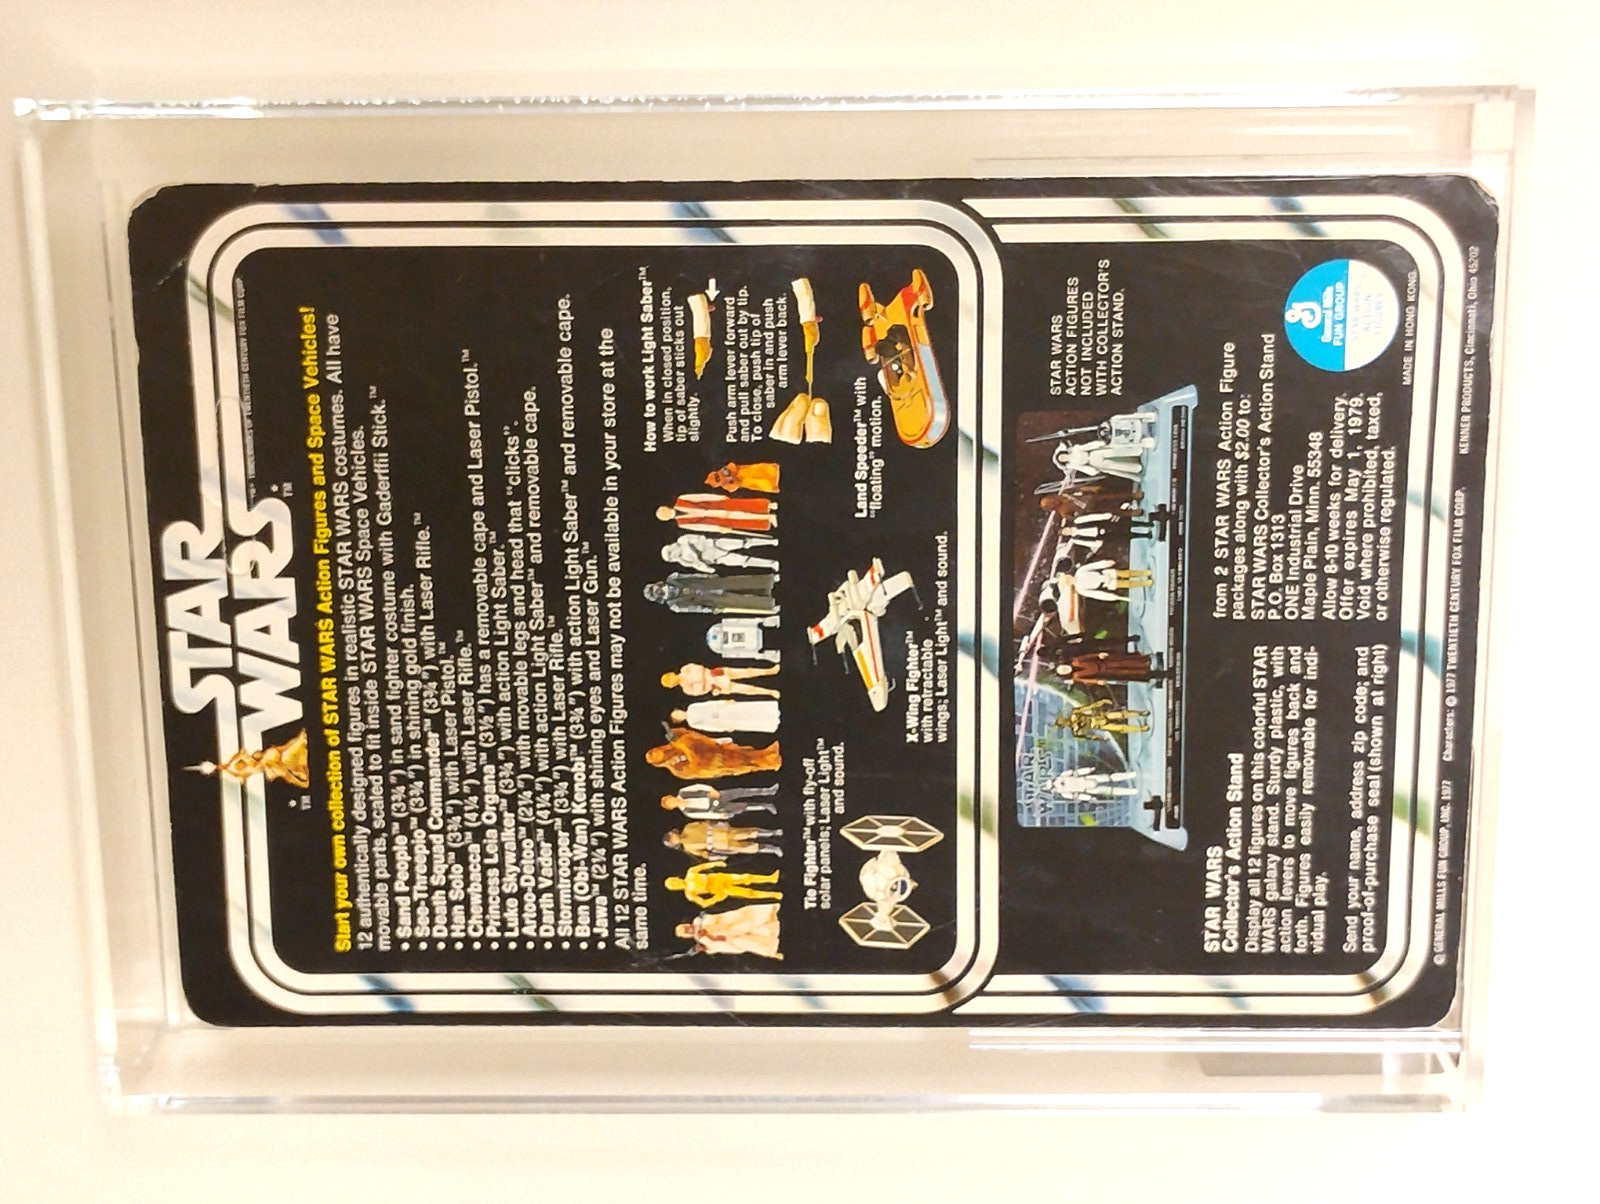 STAR
WARS
TM
TM
Start your own collection of STAR WARS Action Figures and Space Vehicles!
12 authentically designed figures in realistic STAR WARS costumes. All have
movable parts, scaled to fit inside STAR WARS Space Vehicles.
• Sand People™ (3¾") in sand fighter costume with Gaderffii Stick.™
• See-Threepio™ (3¾") in shining gold finish.
• Death Squad Commander™ (3¾") with Laser Rifle.™
• Han Solo™ (3¾") with Laser Pistol.™
• Chewbacca™ (4¼") with Laser Rifle.™
• Princess Leia Organa™ (3½") has a removable cape and Laser Pistol.™
• Luke Skywalker™ (3¾") with action Light Saber.™
• Artoo-Detoo™ (2¼") with movable legs and head that "clicks".
• Darth Vader™ (4¼") with action Light Saber™ and removable cape.
• Stormtrooper™ (3¾") with Laser Rifle.™
• Ben (Obi-Wan) Kenobi™ (3¾") with action Light Saber™ and removable cape.
• Jawa™ (2¼") with shining eyes and Laser Gun.™
All 12 STAR WARS Action Figures may not be available in your store at the
same time.
How to work Light Saber™
When in closed position,
tip of saber sticks out
slightly.
Push arm lever forward
and pull saber out by tip.
To close, push tip of
saber in and push
arm lever back.
Tie Fighter™ with fly-off
solar panels; Laser Light™
and sound.
X-Wing Fighter™
with retractable
wings; Laser Light™ and sound.
Land Speeder™ with
"floating" motion.
STAR
WARS
STAR WARS
ACTION FIGURES
NOT INCLUDED
WITH COLLECTOR'S
ACTION STAND.
STAR WARS
Collector's Action Stand
Display all 12 figures on this colorful STAR
WARS galaxy stand. Sturdy plastic, with
action levers to move figures back and
forth. Figures easily removable for indi-
vidual play.
Send your name, address zip code; and
proof-of-purchase seal (shown at right)
from 2 STAR WARS Action Figure
packages along with $2.00 to:
STAR WARS Collector's Action Stand
P.O. Box 1313
ONE Industrial Drive
Maple Plain, Minn. 55348
Allow 8-10 weeks for delivery.
Offer expires May 1, 1979.
Void where prohibited, taxed,
or otherwise regulated.
General Mills
FUN GROUP
STAR WARS
ACTION
FIGURES
MADE IN HONG KONG
© GENERAL MILLS FUN GROUP, INC. 1977 Characters: © 1977 TWENTIETH CENTURY FOX FILM CORP. KENNER PRODUCTS, Cincinnati, Ohio 45202